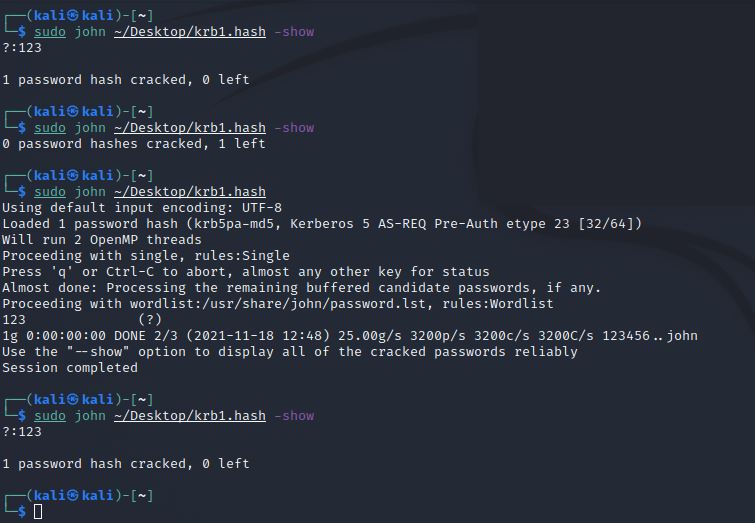 ┌──(kali㉿kali)-[~]
└─$ sudo john ~/Desktop/krb1.hash -show
?:123
1 password hash cracked, 0 left
┌──(kali㉿kali)-[~]
└─$ sudo john ~/Desktop/krb1.hash -show
0 password hashes cracked, 1 left
┌──(kali㉿kali)-[~]
└─$ sudo john ~/Desktop/krb1.hash
Using default input encoding: UTF-8
Loaded 1 password hash (krb5pa-md5, Kerberos 5 AS-REQ Pre-Auth etype 23 [32/64])
Will run 2 OpenMP threads
Proceeding with single, rules:Single
Press 'q' or Ctrl-C to abort, almost any other key for status
Almost done: Processing the remaining buffered candidate passwords, if any.
Proceeding with wordlist:/usr/share/john/password.lst, rules:Wordlist
123              (?)
1g 0:00:00:00 DONE 2/3 (2021-11-18 12:48) 25.00g/s 3200p/s 3200c/s 3200C/s 123456..john
Use the "--show" option to display all of the cracked passwords reliably
Session completed
┌──(kali㉿kali)-[~]
└─$ sudo john ~/Desktop/krb1.hash -show
?:123
1 password hash cracked, 0 left
┌──(kali㉿kali)-[~]
└─$